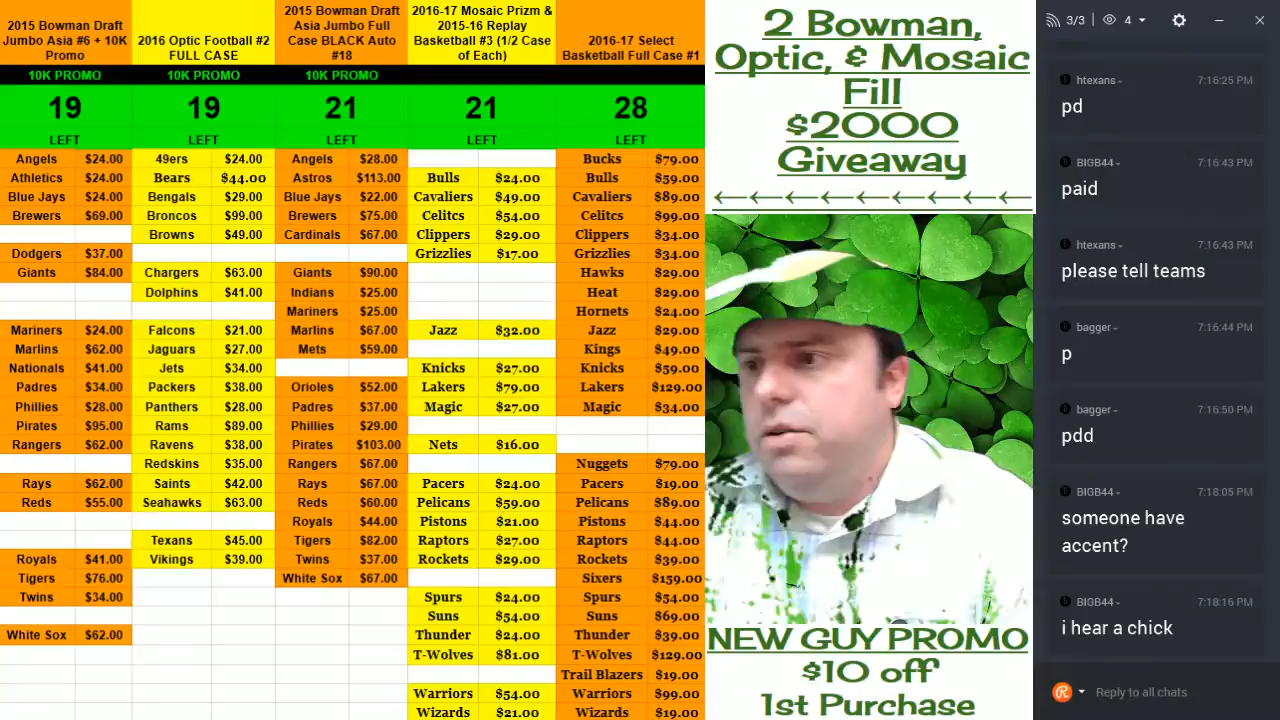 2015 Bowman Draft
Jumbo Asia #6 + 10K
Promo
2016 Optic Football #2
FULL CASE
2015 Bowman Draft
Asia Jumbo Full
Case BLACK Auto
#18
2016-17 Mosaic Prizm &
2015-16 Replay
Basketball #3 (1/2 Case
of Each)
2016-17 Select
Basketball Full Case #1
10K PROMO 10K PROMO 10K PROMO
19 19 21 21 28
LEFT LEFT LEFT LEFT LEFT
Angels $24.00 49ers $24.00 Angels $28.00 Bucks $79.00
Athletics $24.00 Bears $44.00 Astros $113.00 Bulls $24.00 Bulls $59.00
Blue Jays $24.00 Bengals $29.00 Blue Jays $22.00 Cavaliers $49.00 Cavaliers $89.00
Brewers $69.00 Broncos $99.00 Brewers $75.00 Celitcs $54.00 Celitcs $99.00
Browns $49.00 Cardinals $67.00 Clippers $29.00 Clippers $34.00
Dodgers $37.00 Grizzlies $17.00 Grizzlies $34.00
Giants $84.00 Chargers $63.00 Giants $90.00 Hawks $29.00
Dolphins $41.00 Indians $25.00 Heat $29.00
Mariners $25.00 Hornets $24.00
Mariners $24.00 Falcons $21.00 Marlins $67.00 Jazz $32.00 Jazz $29.00
Marlins $62.00 Jaguars $27.00 Mets $59.00 Kings $49.00
Nationals $41.00 Jets $34.00 Knicks $27.00 Knicks $59.00
Padres $34.00 Packers $38.00 Orioles $52.00 Lakers $79.00 Lakers $129.00
Phillies $28.00 Panthers $28.00 Padres $37.00 Magic $27.00 Magic $34.00
Pirates $95.00 Rams $89.00 Phillies $29.00
Rangers $62.00 Ravens $38.00 Pirates $103.00 Nets $16.00
Redskins $35.00 Rangers $67.00 Nuggets $79.00
Rays $62.00 Saints $42.00 Rays $67.00 Pacers $24.00 Pacers $19.00
Reds $55.00 Seahawks $63.00 Reds $60.00 Pelicans $59.00 Pelicans $89.00
Royals $44.00 Pistons $21.00 Pistons $44.00
Texans $45.00 Tigers $82.00 Raptors $27.00 Raptors $44.00
Royals $41.00 Vikings $39.00 Twins $37.00 Rockets $29.00 Rockets $39.00
Tigers $76.00 White Sox $67.00 Sixers $159.00
Twins $34.00 Spurs $24.00 Spurs $54.00
Suns $54.00 Suns $69.00
White Sox $62.00 Thunder $24.00 Thunder $39.00
T-Wolves $81.00 T-Wolves $129.00
Trail Blazers $19.00
Warriors $54.00 Warriors $99.00
Wizards $21.00 Wizards $19.00
2 Bowman,
Optic, & Mosaic
Fill
$2000
Giveaway
NEW GUY PROMO
$10 off
1st Purchase
3/3 4
htexans 7:16:25 PM
pd
BIGB44 7:16:43 PM
paid
htexans 7:16:43 PM
please tell teams
bagger 7:16:44 PM
p
bagger 7:16:50 PM
pdd
BIGB44 7:18:05 PM
someone have
accent?
BIGB44 7:18:16 PM
i hear a chick
Reply to all chats